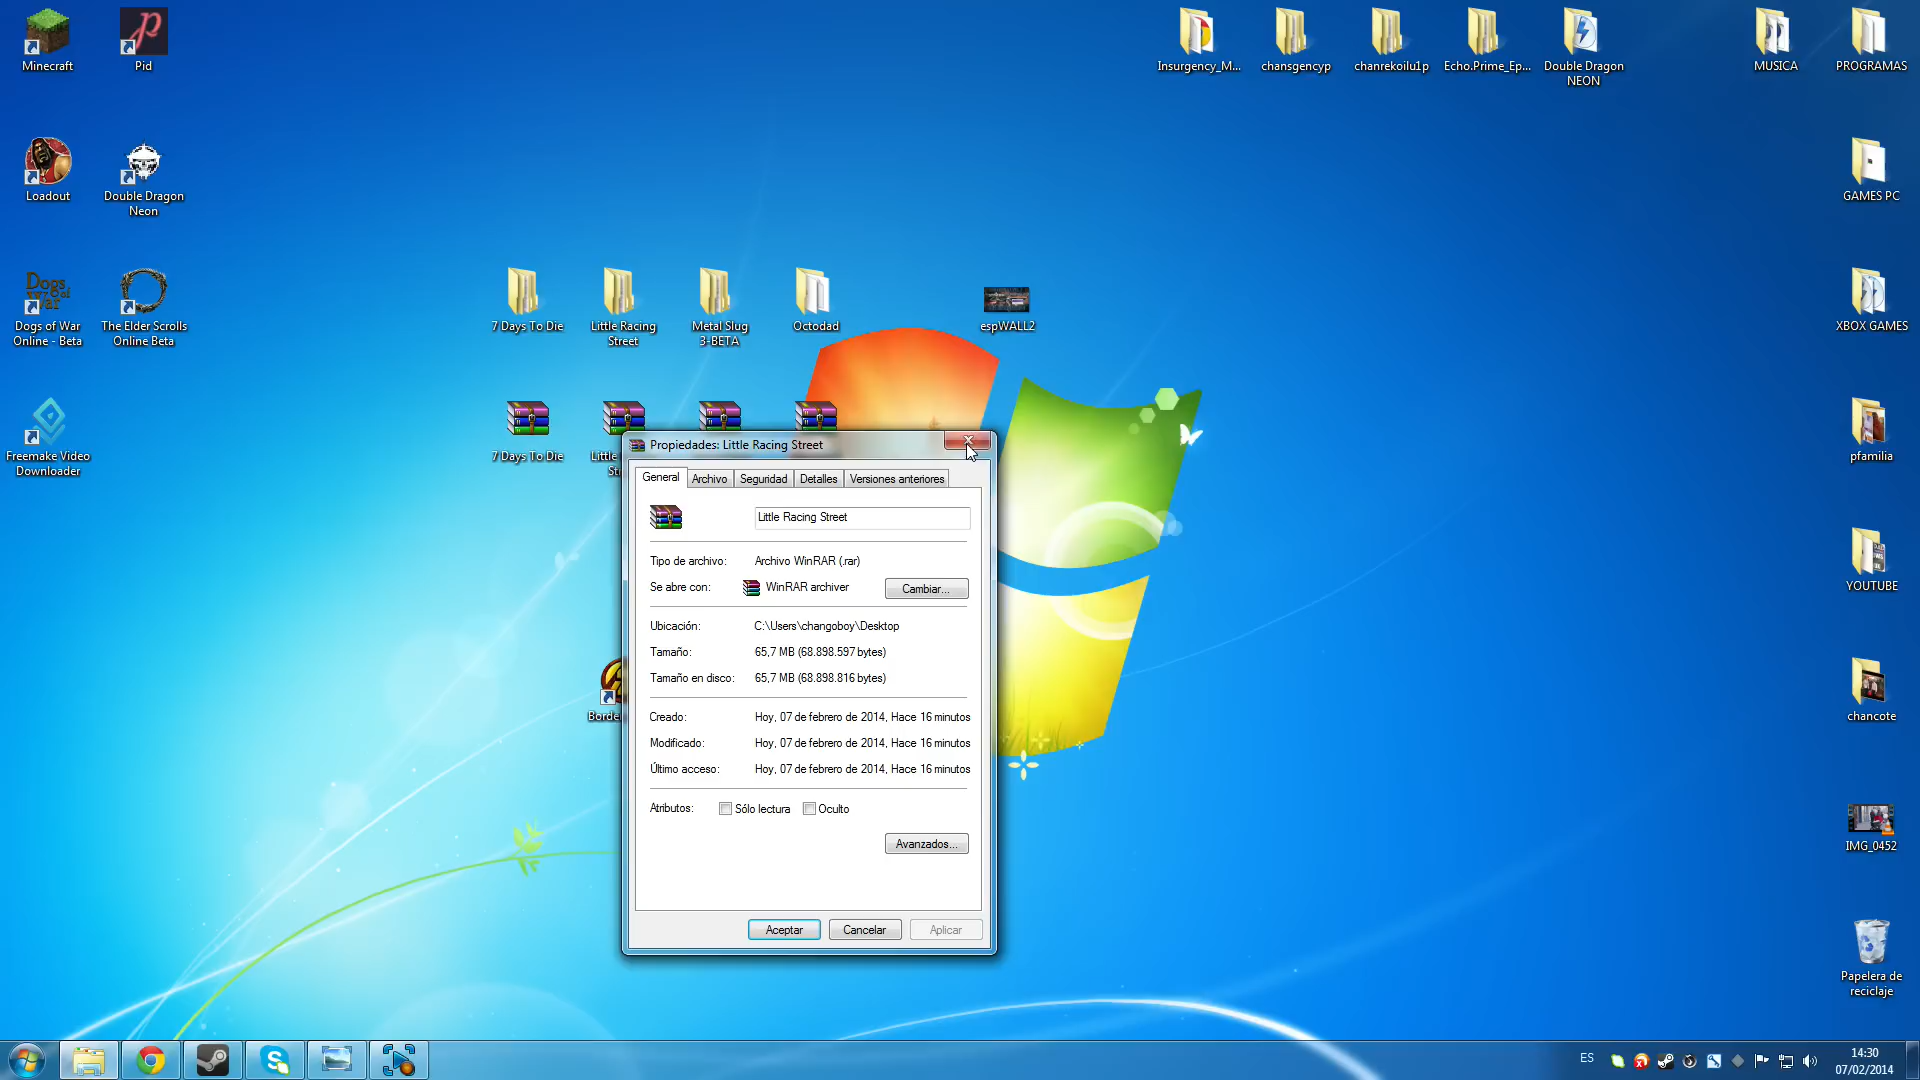 Minecraft
Pid
Insurgency_M...
chansgencyp
chanrekoilu1p
Echo.Prime_Ep...
Double Dragon
NEON
MUSICA
PROGRAMAS
Loadout
Double Dragon
Neon
GAMES PC
Dogs of War
Online - Beta
The Elder Scrolls
Online Beta
7 Days To Die
Little Racing
Street
Metal Slug
3-BETA
Octodad
espWALL2
XBOX GAMES
Freemake Video
Downloader
7 Days To Die
pfamilia
Propiedades: Little Racing Street
General
Archivo
Seguridad
Detalles
Versiones anteriores
Little Racing Street
Tipo de archivo:
Archivo WinRAR (.rar)
Se abre con:
WinRAR archiver
Cambiar...
Ubicación:
C:\Users\changoboy\Desktop
Tamaño:
65,7 MB (68.898.597 bytes)
Tamaño en disco:
65,7 MB (68.898.816 bytes)
Creado:
Hoy, 07 de febrero de 2014, Hace 16 minutos
Modificado:
Hoy, 07 de febrero de 2014, Hace 16 minutos
Último acceso:
Hoy, 07 de febrero de 2014, Hace 16 minutos
Atributos:
Sólo lectura
Oculto
Avanzados...
Aceptar
Cancelar
Aplicar
YOUTUBE
chancote
IMG_0452
Papelera de
reciclaje
ES
14:30
07/02/2014